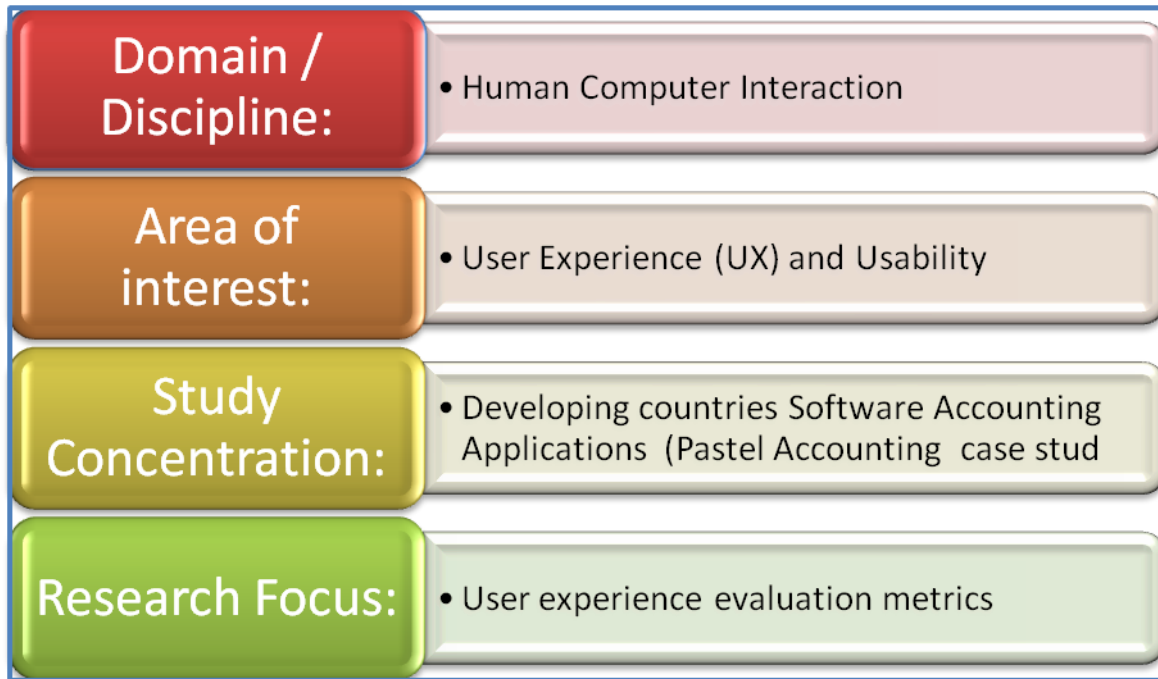 Domain /
Discipline:
• Human Computer Interaction
Area of
interest:
• User Experience (UX) and Usability
Study
Concentration:
• Developing countries Software Accounting
Applications (Pastel Accounting case stud
Research Focus:
• User experience evaluation metrics